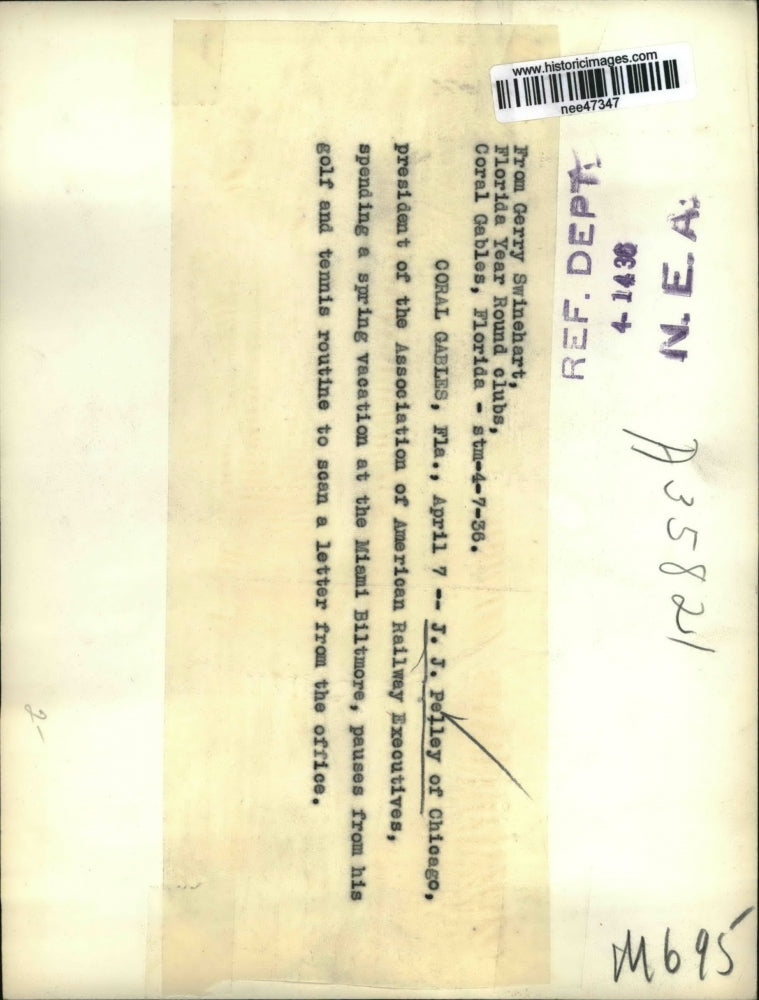 www.historicimages.com
nee47347
N. E. A.
4-1436
REF. DEPT.
A35821
From Gerry Swinehart,
Florida Year Round clubs,
Coral Gables, Florida - stm-4-7-36.
CORAL GABLES, Fla., April 7 -- J. J. Pelley of Chicago,
president of the Association of American Railway Executives,
spending a spring vacation at the Miami Biltmore, pauses from his
golf and tennis routine to scan a letter from the office.
M695
2-